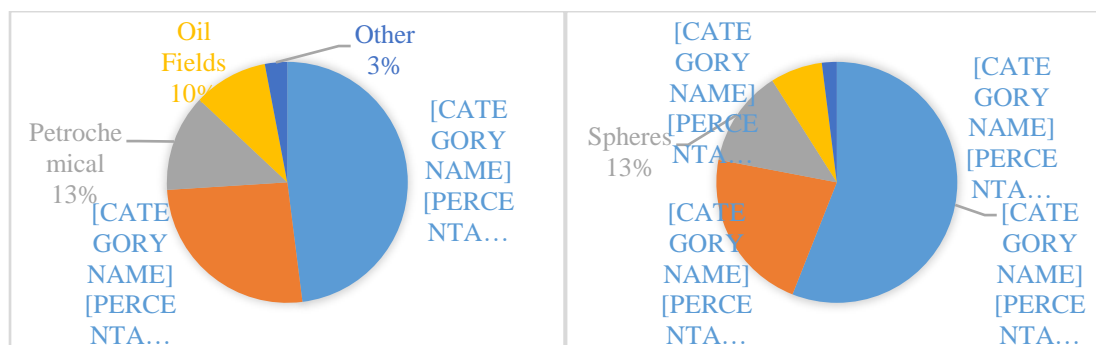 Oil
Fields
10%
Other
3%
[CATE
GORY
NAME]
[PERCE
NTA…
Petroche
mical
13%
[CATE
GORY
NAME]
[PERCE
NTA…
[CATE
GORY
NAME]
[PERCE
NTA…
[CATE
GORY
NAME]
[PERCE
NTA…
Spheres
13%
[CATE
GORY
NAME]
[PERCE
NTA…
[CATE
GORY
NAME]
[PERCE
NTA…